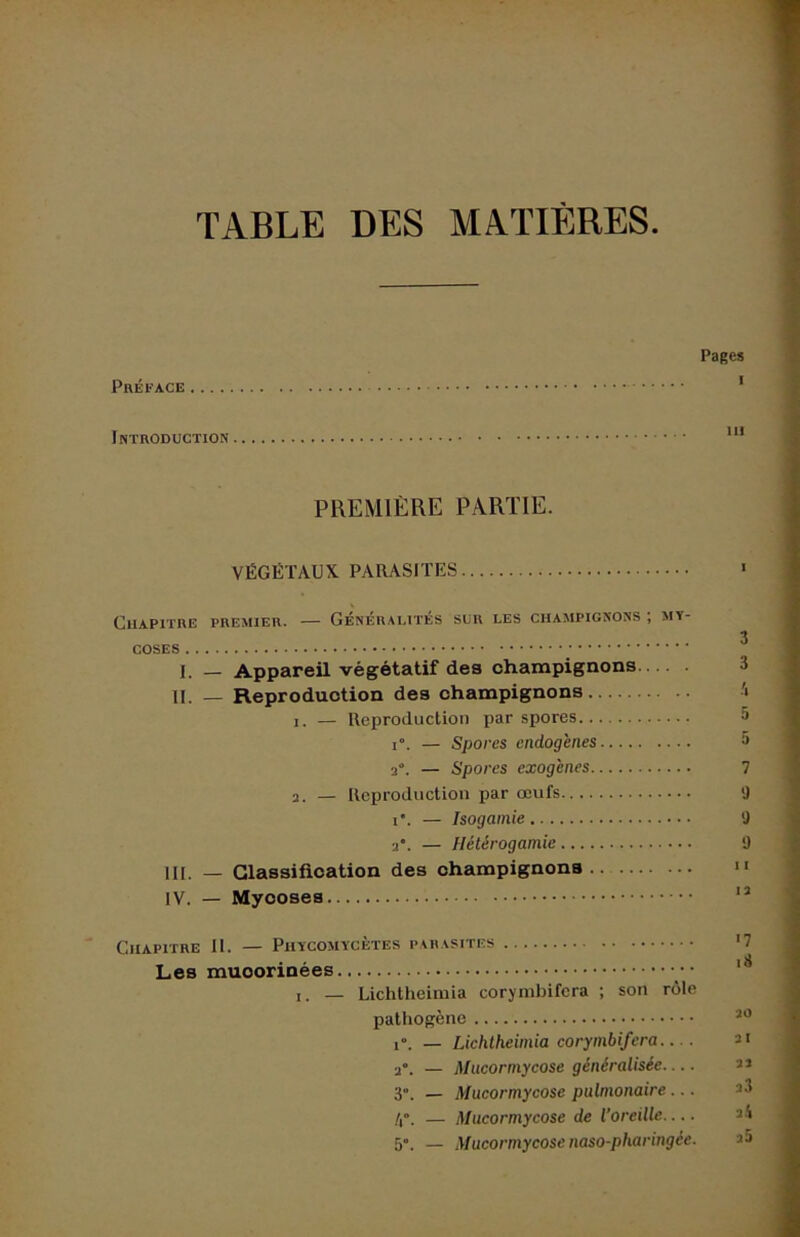 TABLE DES MATIÈRES.
Pages
PRÉFACE ........ I
INTRODUCTION ........ III
PREMIÈRE PARTIE.
VÉGÉTAUX PARASITES ........ 1
CHAPITRE PREMIER. — GÉNÉRALITÉS SUR LES CHAMPIGNONS ; MY-
COSES ........ 3
I. — Appareil végétatif des champignons ........ 3
II. — Reproduction des champignons ........ 4
1. — Reproduction par spores ........ 5
1°. — Spores endogènes ........ 5
2°. — Spores exogènes ........ 7
2. — Reproduction par œufs ........ 9
1°. — Isogamie ........ 9
2°. — Hétérogamie ........ 9
III. — Classification des champignons ........ 11
IV. — Mycoses ........ 12
CHAPITRE II. — PHYCOMYCÈTES PARASITES ........ 17
Les mucorinées ........ 18
1. — Lichtheimia corymbifera ; son rôle
pathogène ........ 20
1°. — Lichtheimia corymbifera .... 21
2°. — Mucormycose généralisée .... 22
3°. — Mucormycose pulmonaire ... 23
4°. — Mucormycose de l'oreille .... 24
5°. — Mucormycose naso-pharingée. 25